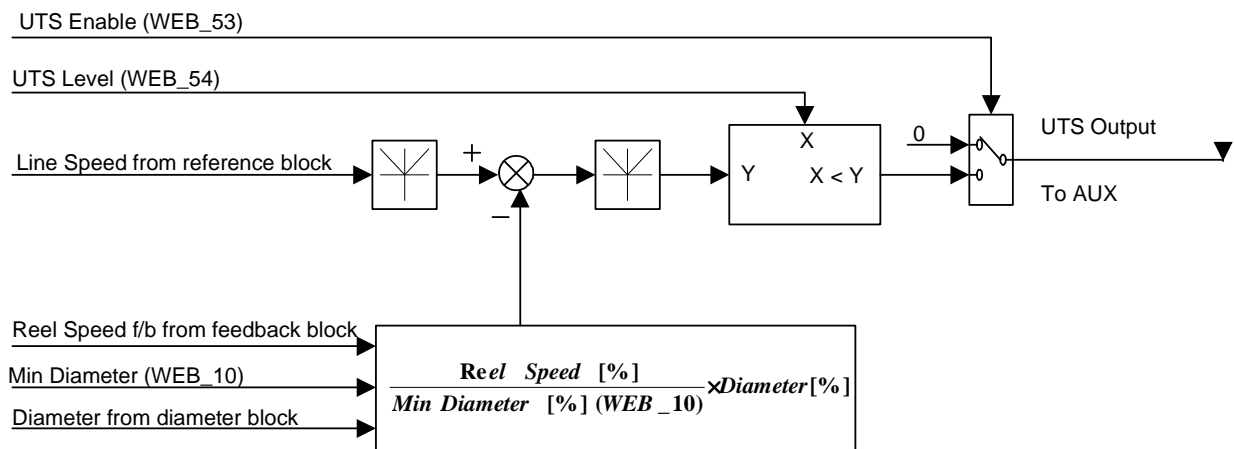 UTS Enable (WEB_53)
UTS Level (WEB_54)
Line Speed from reference block
+
−
Y
X
X < Y
0
UTS Output
To AUX
Reel Speed f/b from feedback block
Min Diameter (WEB_10)
Diameter from diameter block
Reel Speed [%]
Min Diameter [%] (WEB_10)
×Diameter[%]